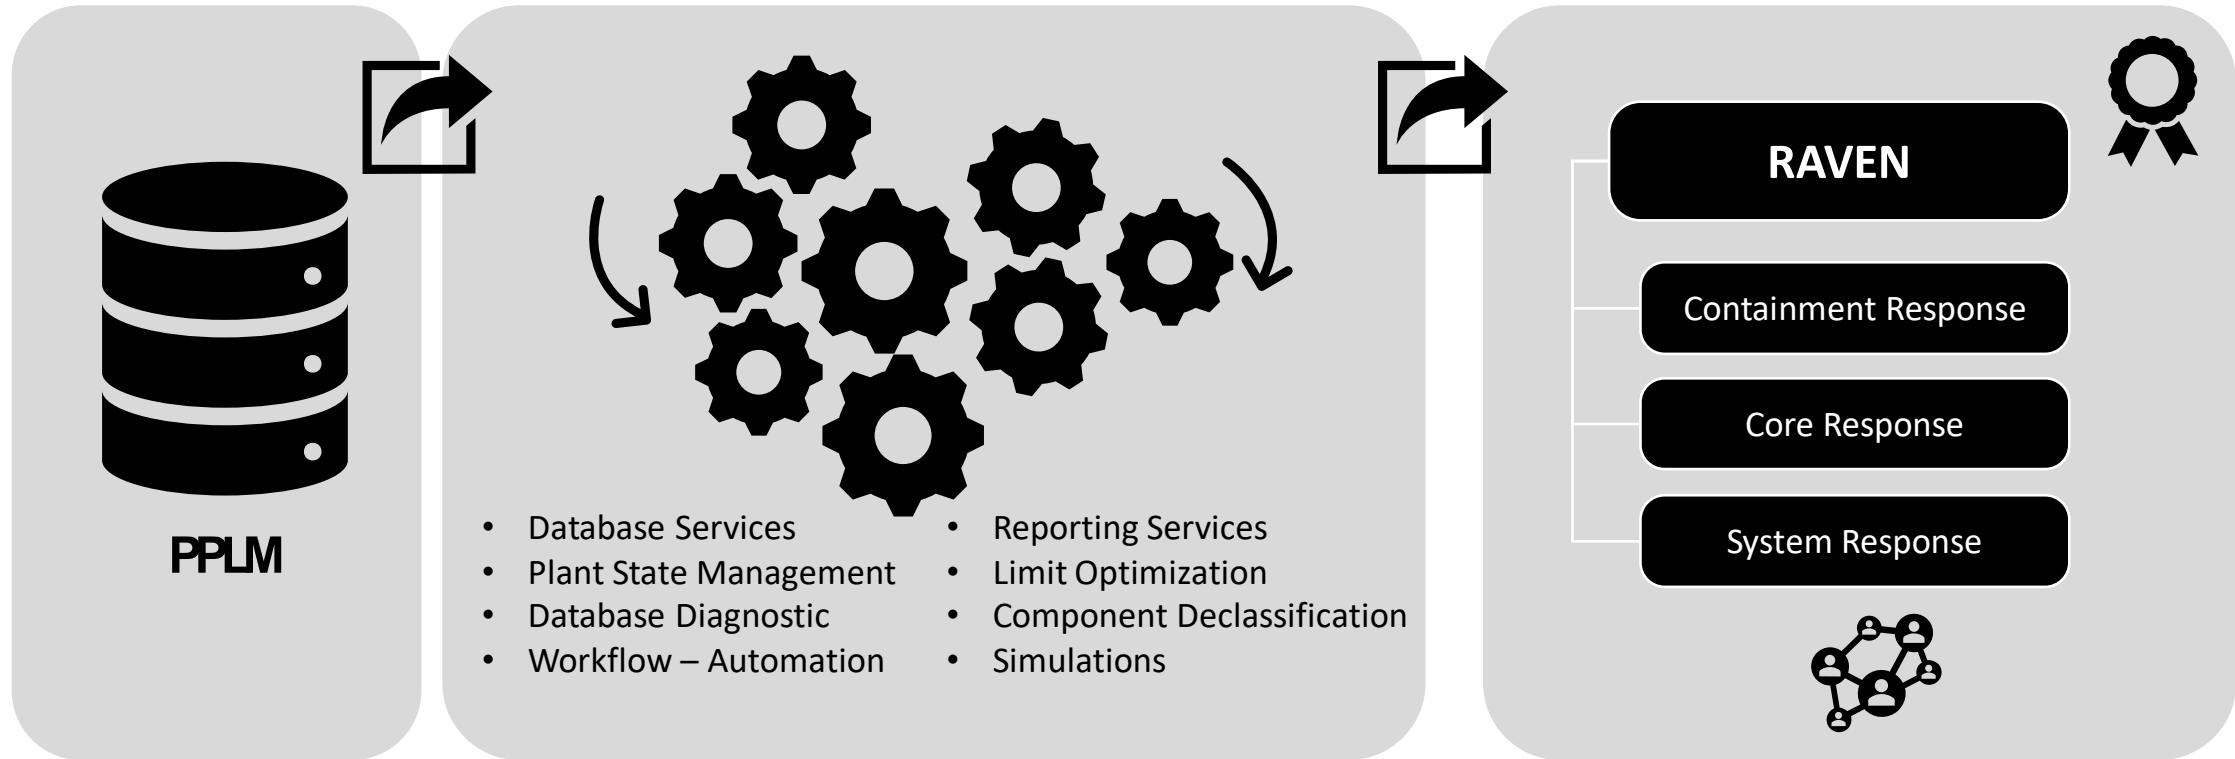 PPLM
• Database Services
• Plant State Management
• Database Diagnostic
• Workflow – Automation
• Reporting Services
• Limit Optimization
• Component Declassification
• Simulations
RAVEN
Containment Response
Core Response
System Response